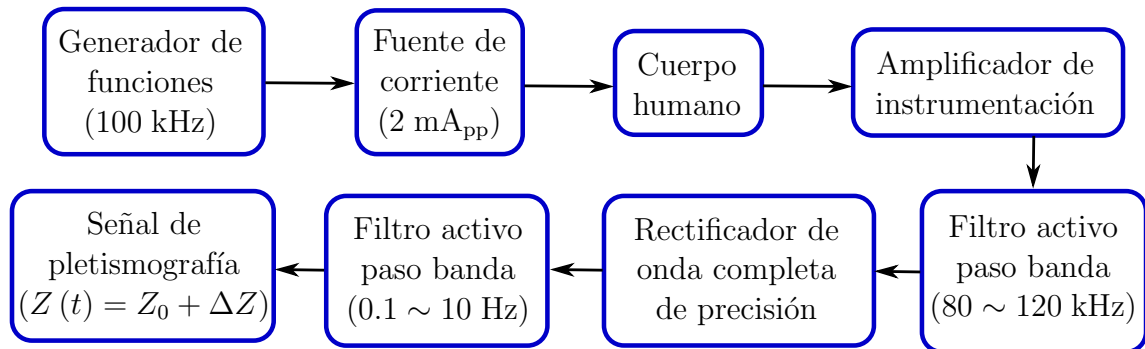 Generador de
funciones
(100 kHz)
Fuente de
corriente
(2 mApp)
Cuerpo
humano
Amplificador de
instrumentación
Filtro activo
paso banda
(80 ∼ 120 kHz)
Rectificador de
onda completa
de precisión
Filtro activo
paso banda
(0.1 ∼ 10 Hz)
Señal de
pletismografía
(Z (t) = Z₀ + ΔZ)